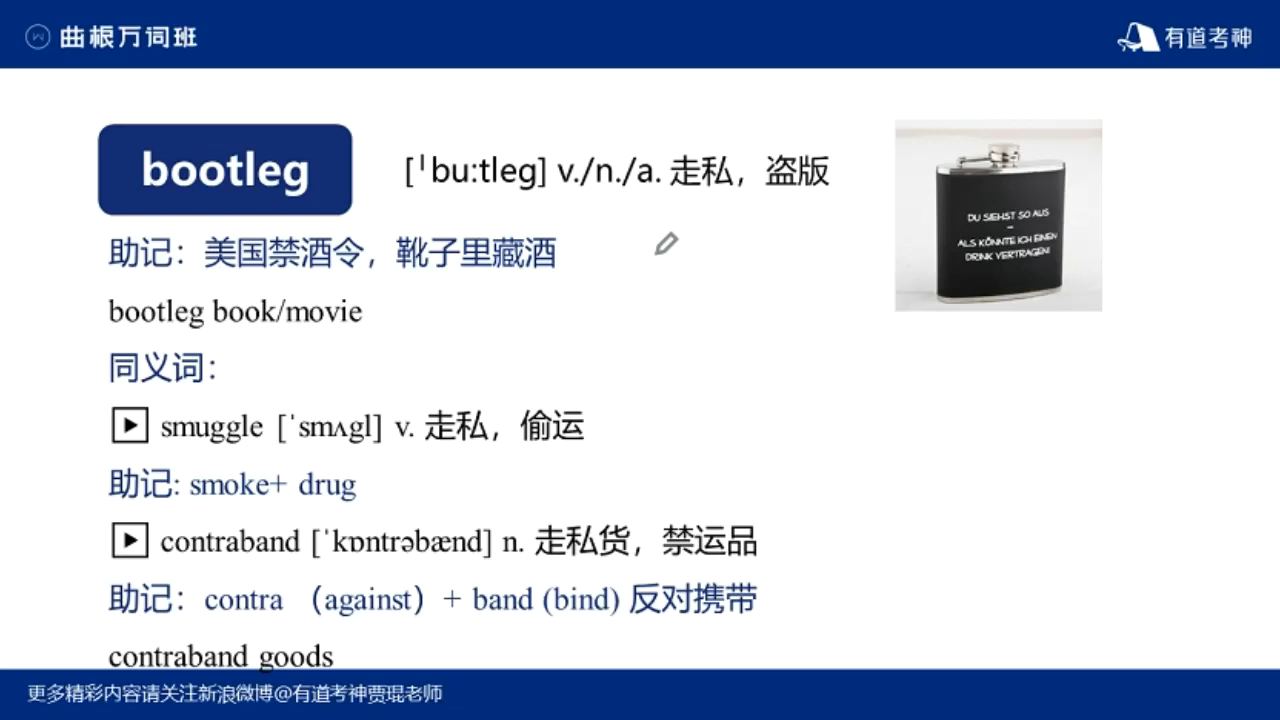 曲根万词班
有道考神
bootleg
[ˈbu:tleg] v./n./a. 走私，盗版
DU SIEHST SO AUS
–
ALS KÖNNTE ICH EINEN
DRINK VERTRAGEN!
助记：美国禁酒令，靴子里藏酒
bootleg book/movie
同义词：
smuggle [ˈsmʌgl] v. 走私，偷运
助记: smoke+ drug
contraband [ˈkɒntrəbænd] n. 走私货，禁运品
助记：contra （against）+ band (bind) 反对携带
contraband goods
更多精彩内容请关注新浪微博@有道考神贾琨老师